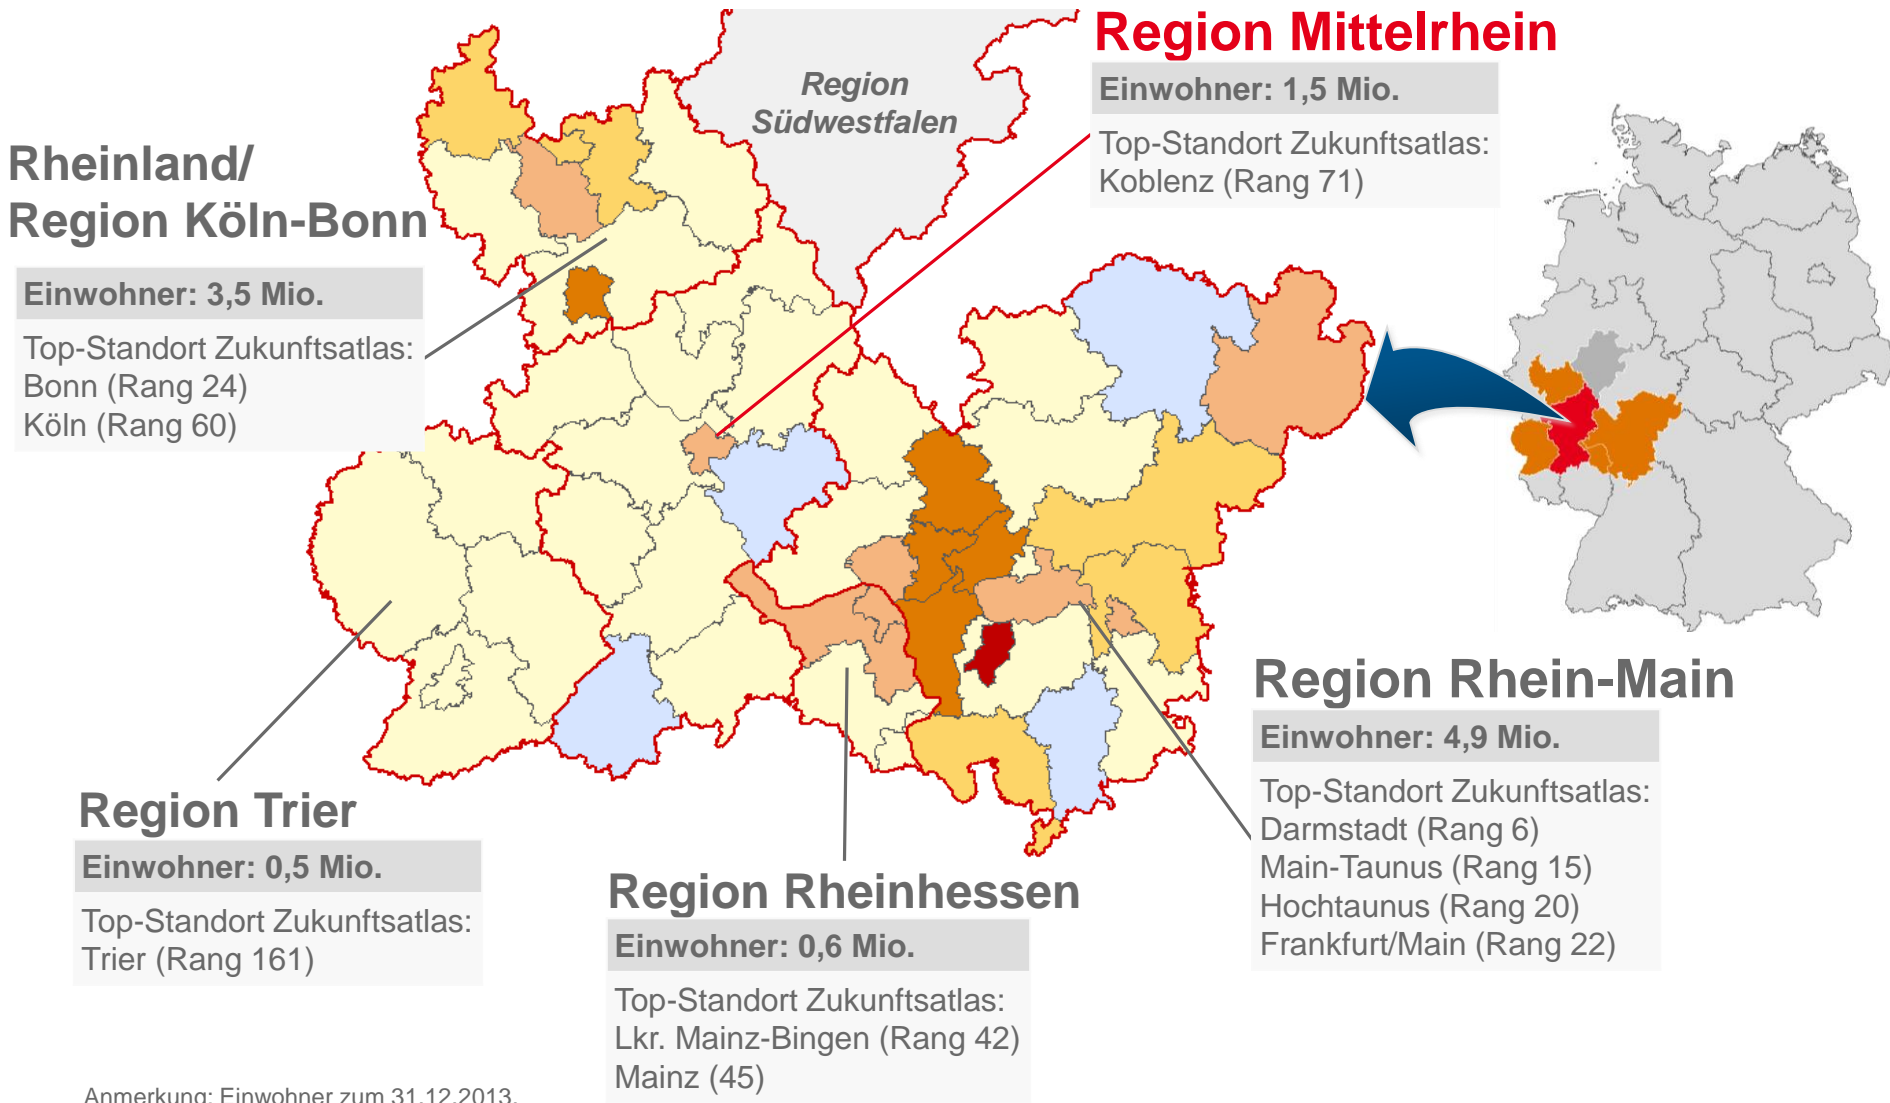 Region Mittelrhein
Einwohner: 1,5 Mio.
Top-Standort Zukunftsatlas:
Koblenz (Rang 71)
Region
Südwestfalen
Rheinland/
Region Köln-Bonn
Einwohner: 3,5 Mio.
Top-Standort Zukunftsatlas:
Bonn (Rang 24)
Köln (Rang 60)
Region Rhein-Main
Einwohner: 4,9 Mio.
Top-Standort Zukunftsatlas:
Darmstadt (Rang 6)
Main-Taunus (Rang 15)
Hochtaunus (Rang 20)
Frankfurt/Main (Rang 22)
Region Trier
Einwohner: 0,5 Mio.
Top-Standort Zukunftsatlas:
Trier (Rang 161)
Region Rheinhessen
Einwohner: 0,6 Mio.
Top-Standort Zukunftsatlas:
Lkr. Mainz-Bingen (Rang 42)
Mainz (45)
Anmerkung: Einwohner zum 31.12.2013.